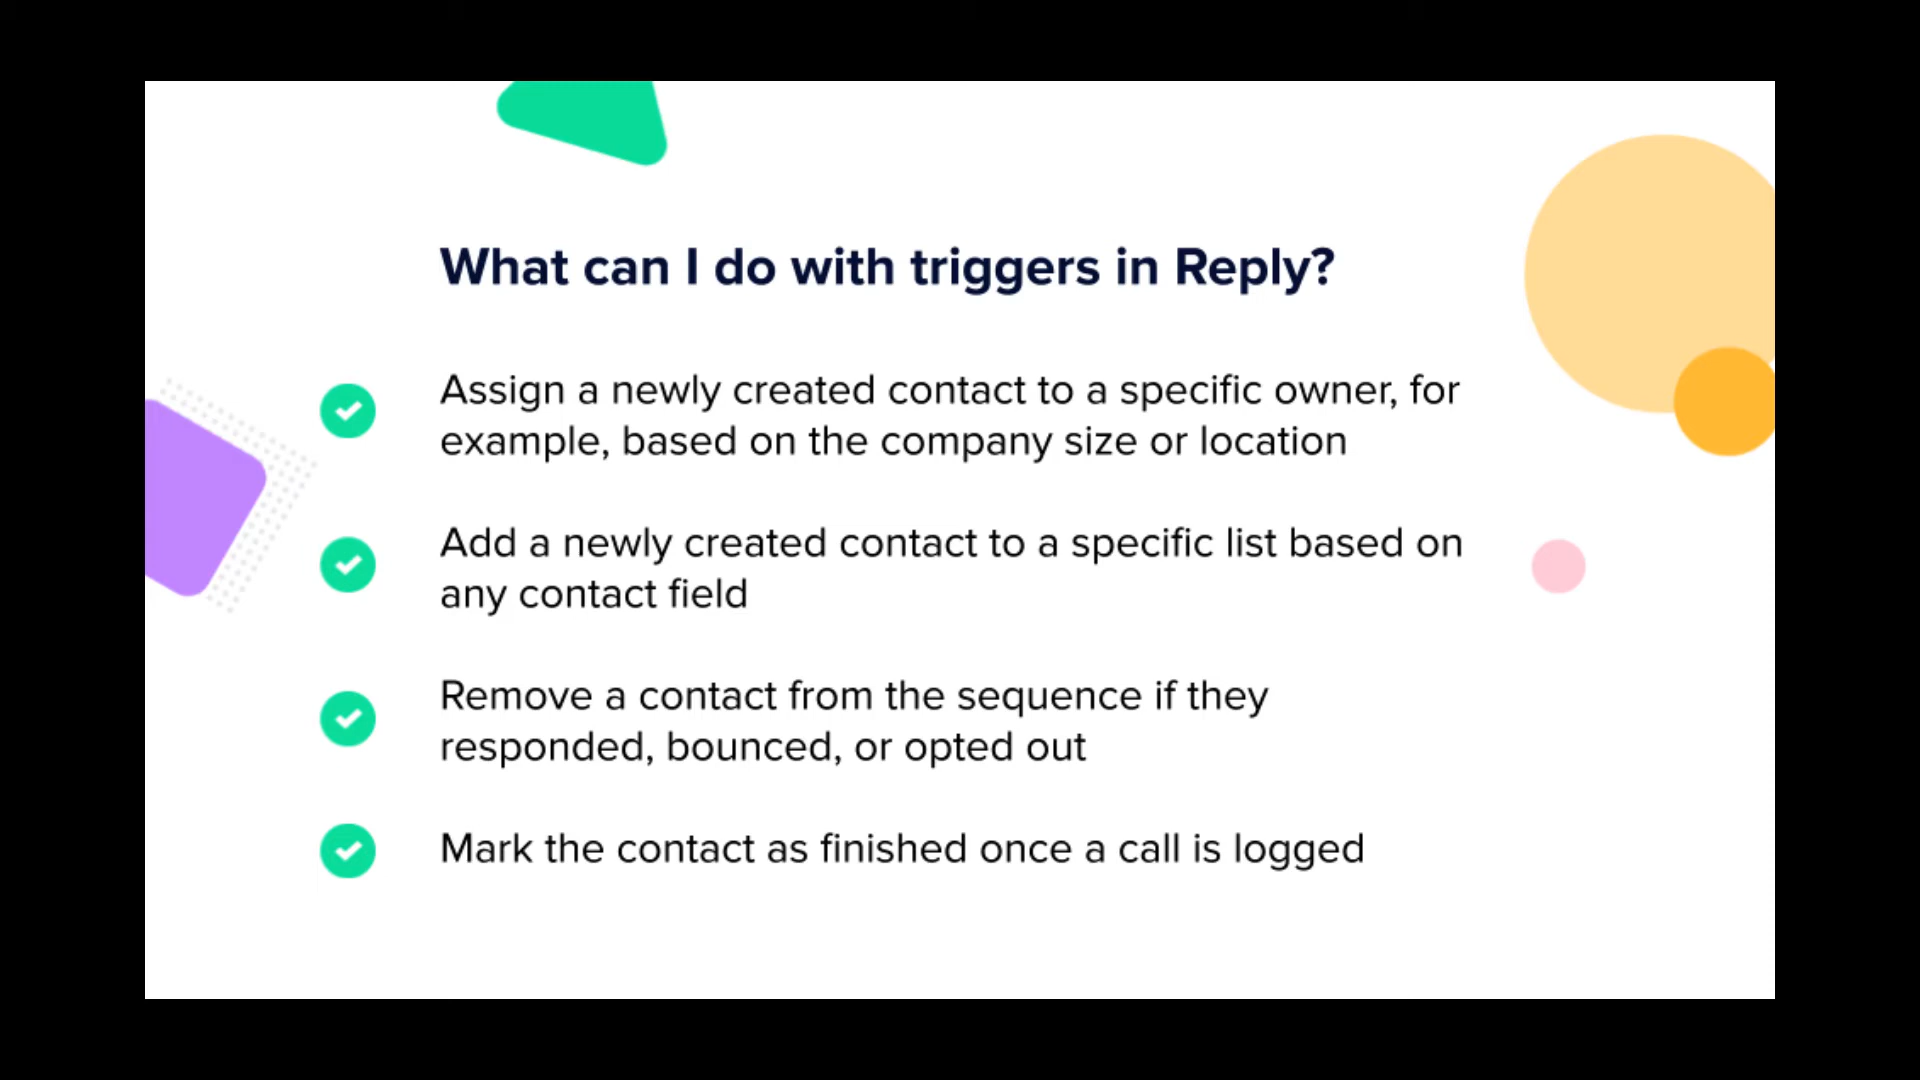 What can I do with triggers in Reply?
Assign a newly created contact to a specific owner, for
example, based on the company size or location
Add a newly created contact to a specific list based on
any contact field
Remove a contact from the sequence if they
responded, bounced, or opted out
Mark the contact as finished once a call is logged